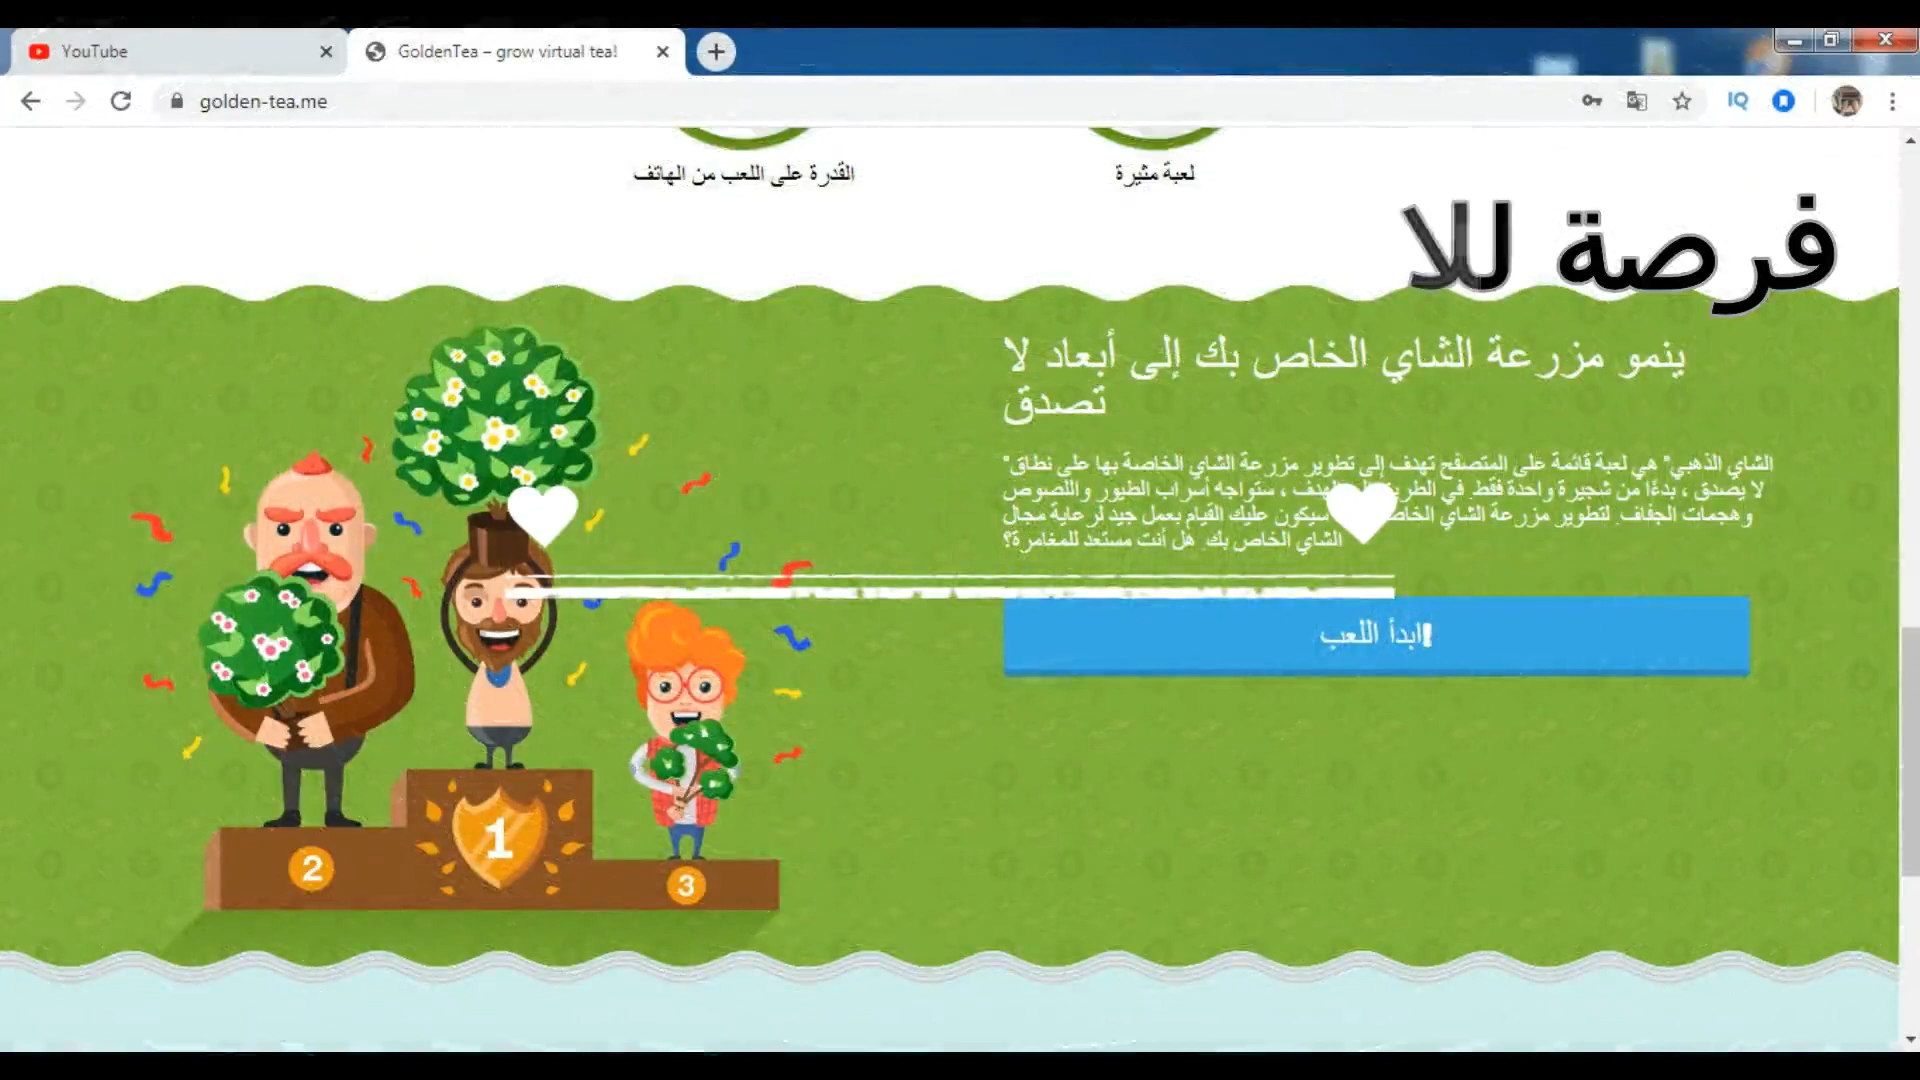 YouTube
GoldenTea – grow virtual tea!
golden-tea.me
IQ
القدرة على اللعب من الهاتف
لعبة مثيرة
فرصة للا
ينمو مزرعة الشاي الخاص بك إلى أبعاد لا
تصدق
"الشاي الذهبي" هي لعبة قائمة على المتصفح تهدف إلى تطوير مزرعة الشاي الخاصة بها على نطاق
لا يصدق ، بدءًا من شجيرة واحدة فقط. في الطريق الهدف ، ستواجه أسراب الطيور واللصوص
وهجمات الجفاف. لتطوير مزرعة الشاي الخاص سيكون عليك القيام بعمل جيد لرعاية مجال
الشاي الخاص بك. هل أنت مستعد للمغامرة؟
ابدأ اللعب!
1
2
3